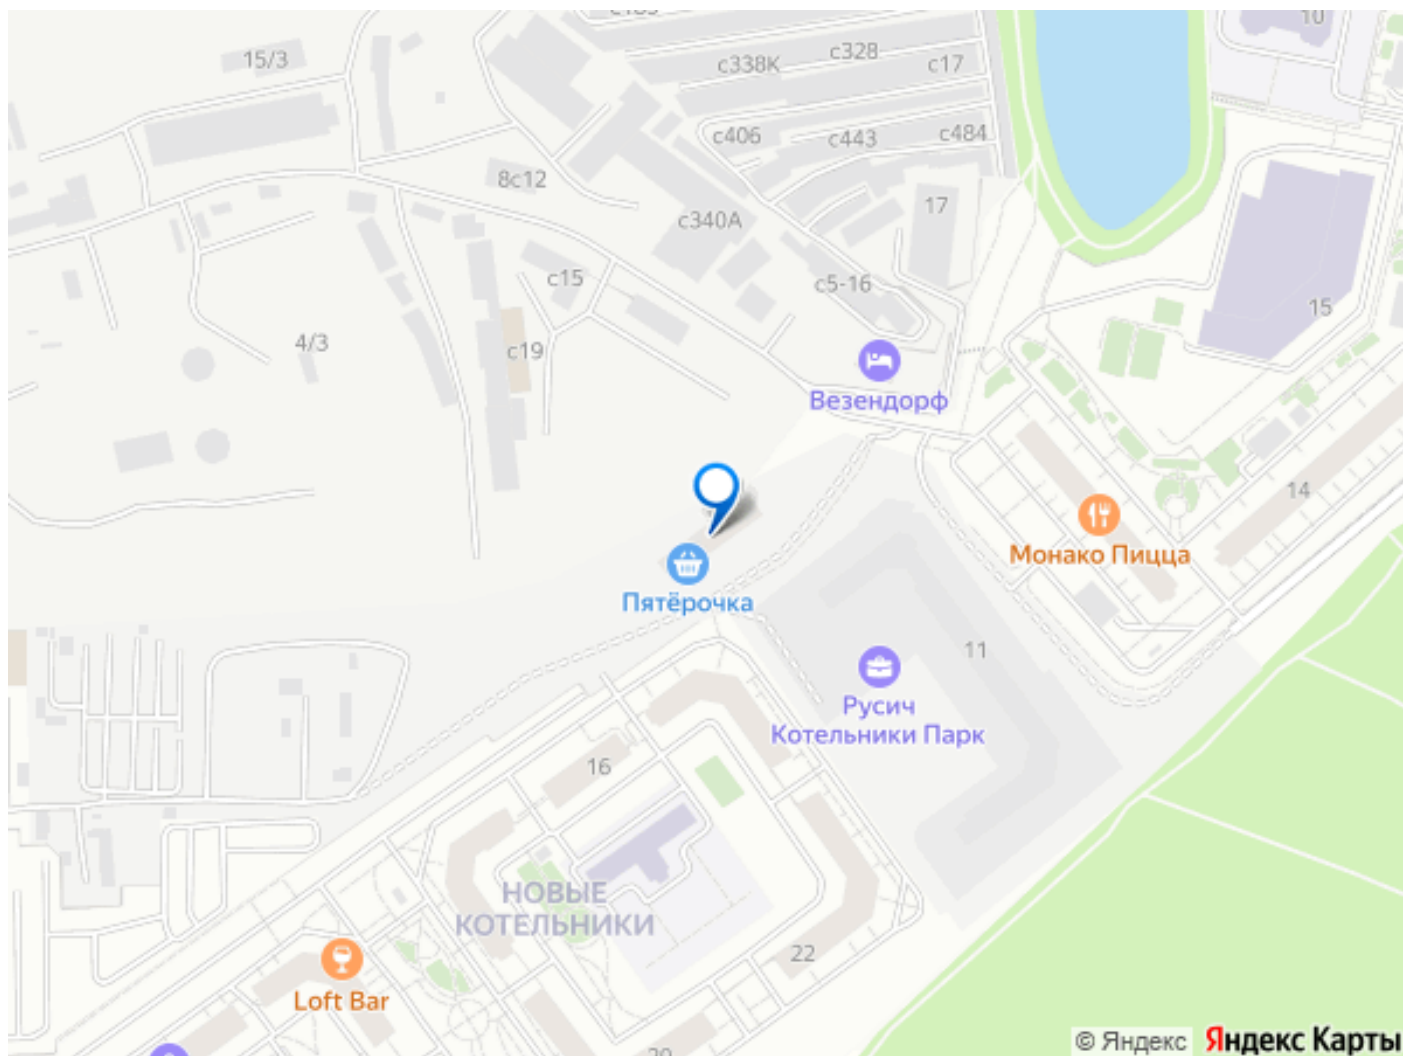 10
15/3
с328
с338К
с17
с406
с443
с484
8с12
17
с340А
с15
с5-16
15
4/3
с19
Везендорф
14
Монако Пицца
Пятёрочка
11
Русич
Котельники Парк
16
НОВЫЕ
КОТЕЛЬНИКИ
22
Loft Bar
© Яндекс Яндекс Карты